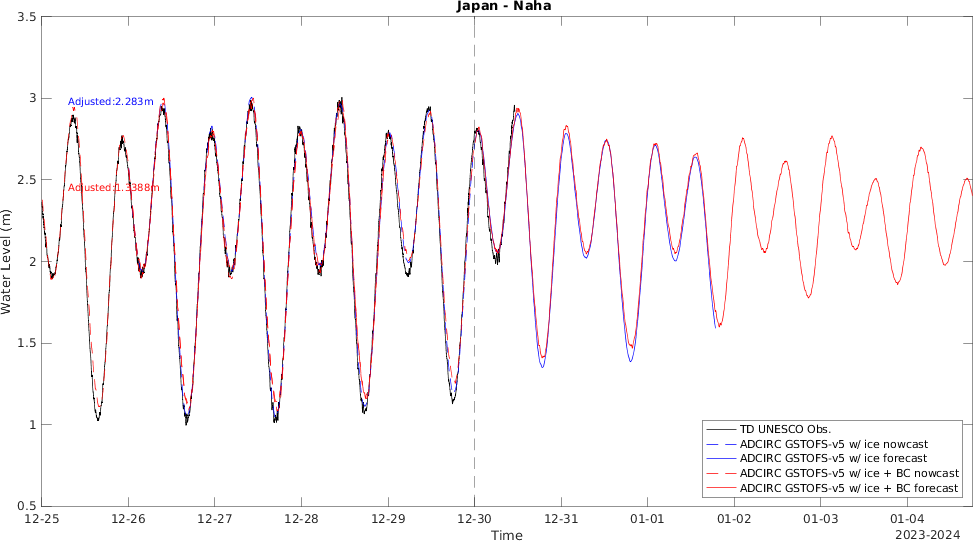 Japan - Naha
Water Level (m)
3.5
3
2.5
2
1.5
1
0.5
Adjusted:2.283m
Adjusted:1.3388m
TD UNESCO Obs.
ADCIRC GSTOFS-v5 w/ ice nowcast
ADCIRC GSTOFS-v5 w/ ice forecast
ADCIRC GSTOFS-v5 w/ ice + BC nowcast
ADCIRC GSTOFS-v5 w/ ice + BC forecast
12-25 12-26 12-27 12-28 12-29 12-30 12-31 01-01 01-02 01-03 01-04
Time
2023-2024